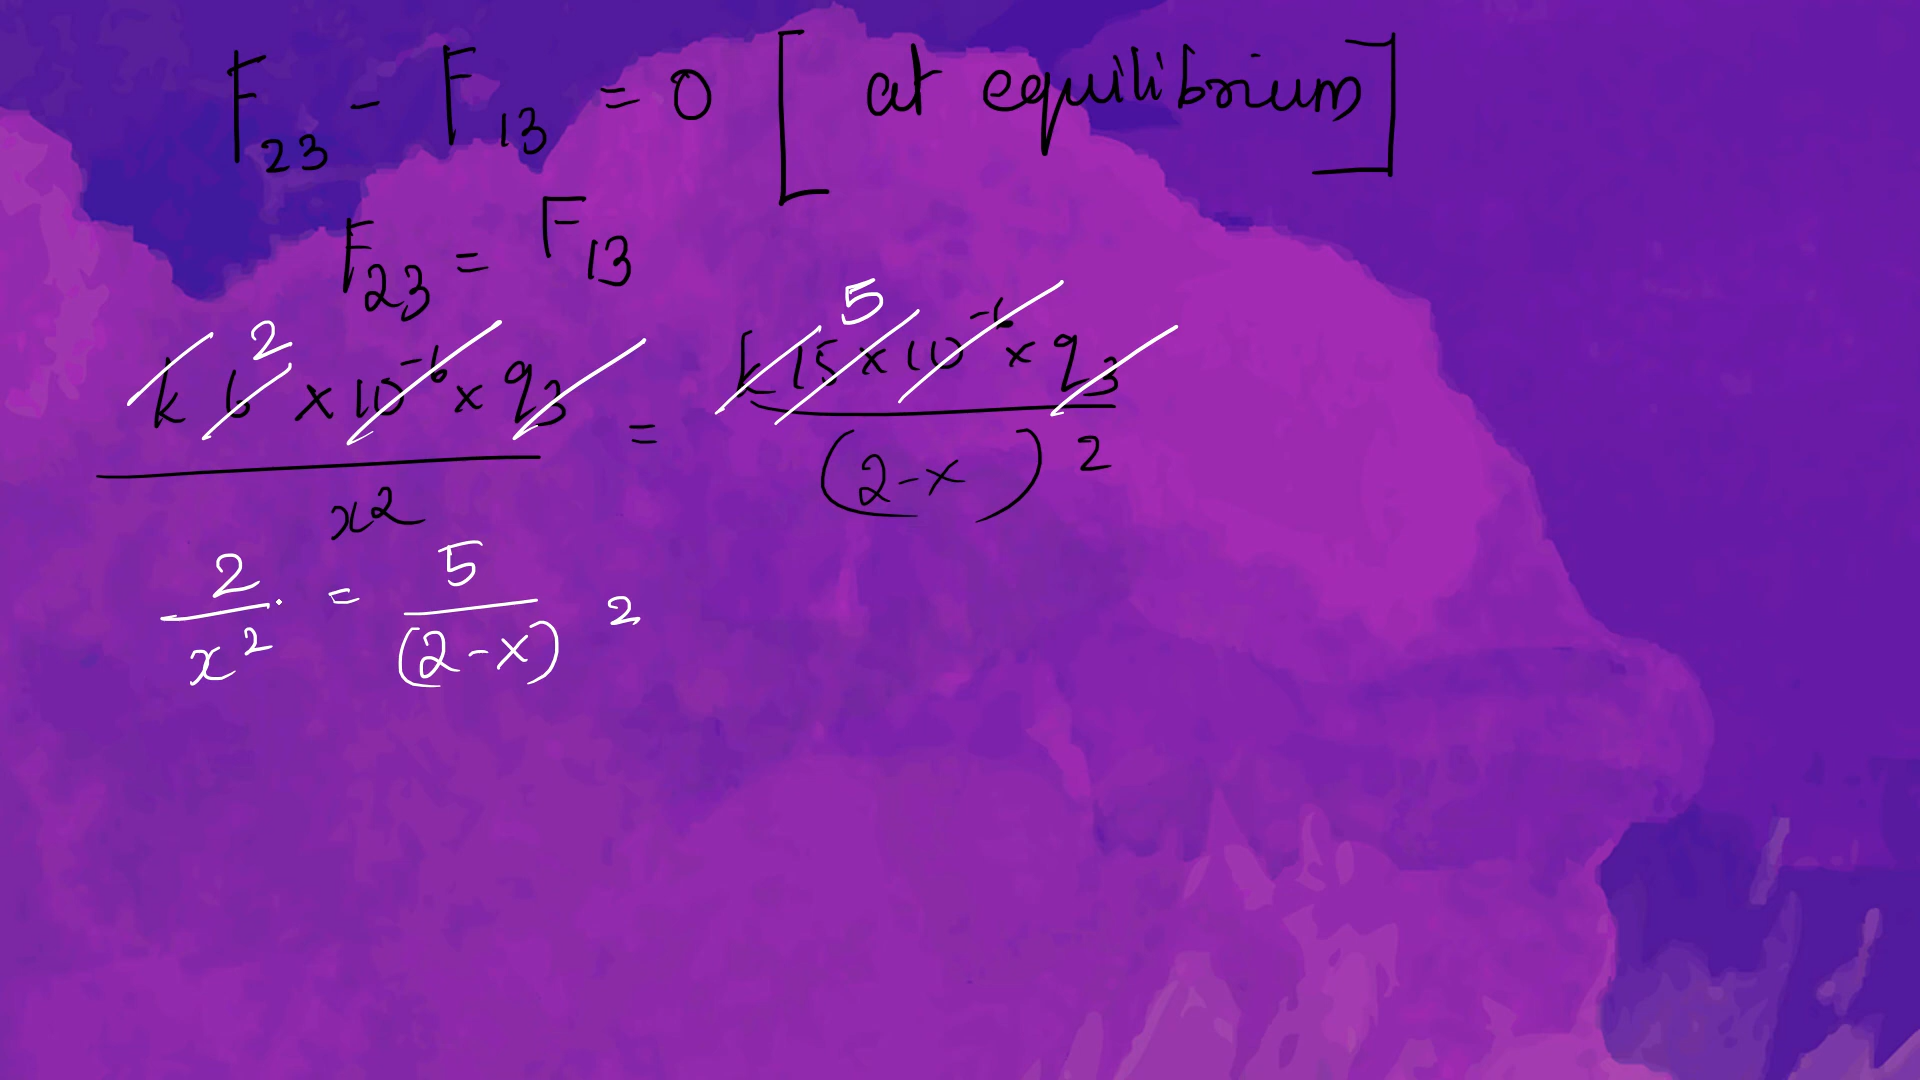 F₂₃ - F₁₃ = 0 [at equilibrium]
F₂₃ = F₁₃
k 6 2 × 10⁻⁶ × q₃ / x² = k 15 5 × 10⁻⁶ × q₃ / (2-x)²
2 / x² = 5 / (2-x)²